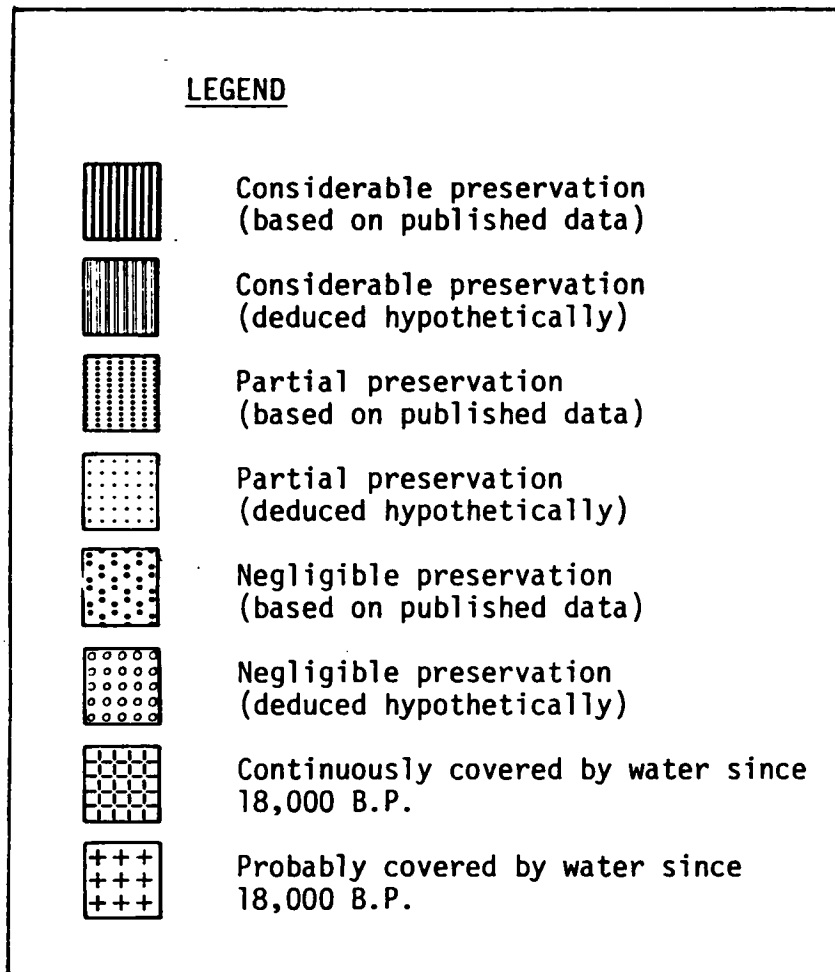 LEGEND
Considerable preservation
(based on published data)
Considerable preservation
(deduced hypothetically)
Partial preservation
(based on published data)
Partial preservation
(deduced hypothetically)
Negligible preservation
(based on published data)
Negligible preservation
(deduced hypothetically)
Continuously covered by water since
18,000 B.P.
Probably covered by water since
18,000 B.P.